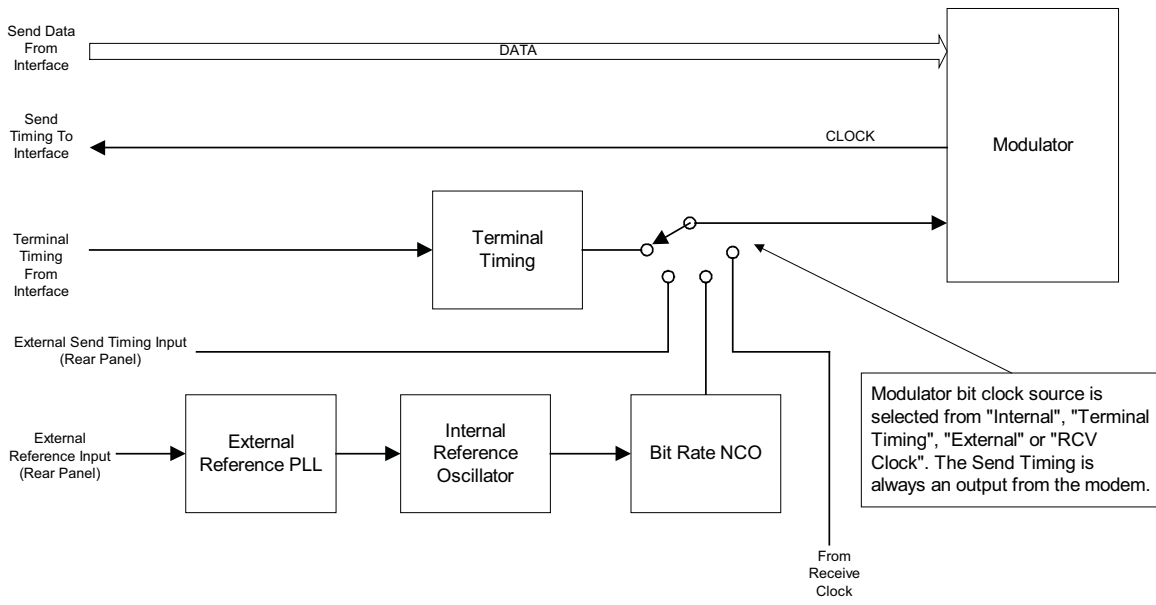 Send Data
From
Interface
DATA
Send
Timing To
Interface
CLOCK
Modulator
Terminal
Timing
From
Interface
Terminal
Timing
External Send Timing Input
(Rear Panel)
External
Reference Input
(Rear Panel)
External
Reference PLL
Internal
Reference
Oscillator
Bit Rate NCO
Modulator bit clock source is
selected from "Internal", "Terminal
Timing", "External" or "RCV
Clock". The Send Timing is
always an output from the modem.
From
Receive
Clock